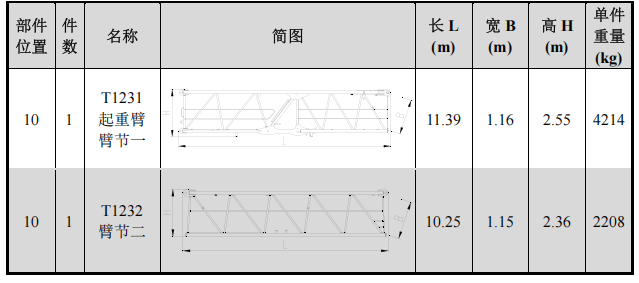 部件位置 件数 名称 简图 长 L (m) 宽 B (m) 高 H (m) 单件重量 (kg)
10 1 T1231 起重臂臂节一 H L B 11.39 1.16 2.55 4214
10 1 T1232 臂节二 H L B 10.25 1.15 2.36 2208